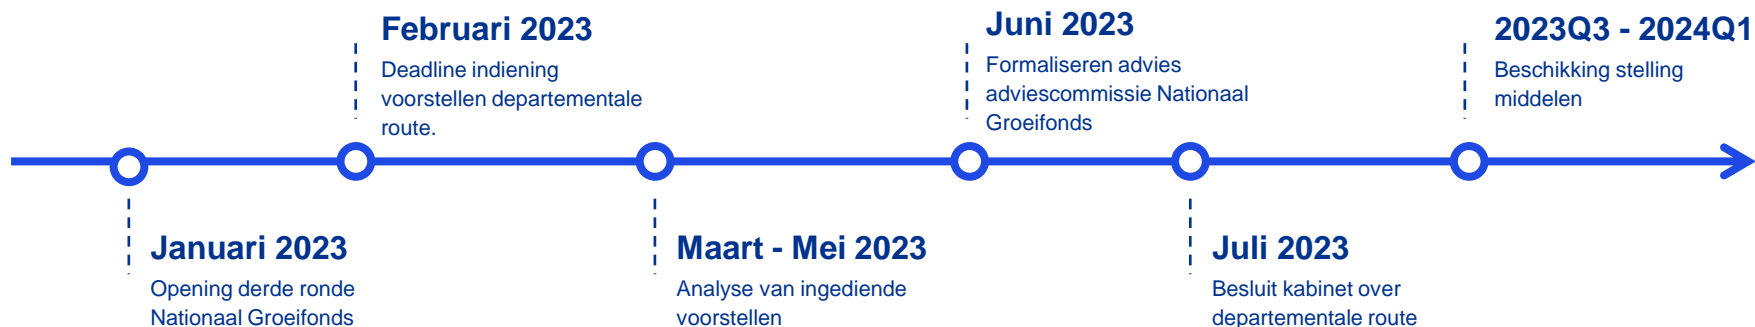 Februari 2023
Deadline indiening
voorstellen departementale
route.
Juni 2023
Formaliseren advies
adviescommissie Nationaal
Groeifonds
2023Q3 - 2024Q1
Beschikking stelling
middelen
Januari 2023
Opening derde ronde
Nationaal Groeifonds
Maart - Mei 2023
Analyse van ingediende
voorstellen
Juli 2023
Besluit kabinet over
departementale route